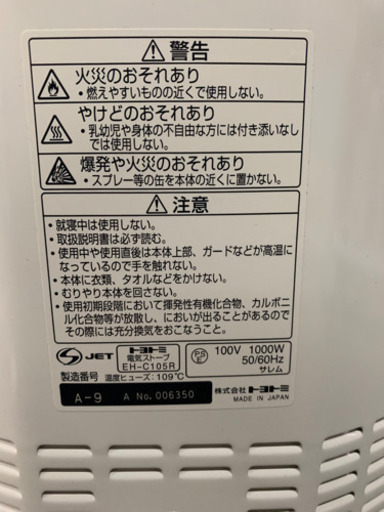 警告
火災のおそれあり
・燃えやすいものの近くで使用しない。
やけどのおそれあり
・乳幼児や身体の不自由な方には付き添いなし
では使用しない。
爆発や火災のおそれあり
・スプレー等の缶を本体の近くに置かない。
注意
・就寝中は使用しない。
・取扱説明書は必ず読む。
・使用中や使用直後は本体上部、ガードなどが高温に
なっているので手を触れない。
・本体に衣類、タオルなどをかけない。
・むりやり本体を回さない。
・使用初期段階において揮発性有機化合物、カルボニ
ル化合物等が放散し、においが出ることがあるので
その際には充分換気をおこなって下さい。
S JET
トヨトミ
電気ストーブ
EH-C105R
PS E
100V 1000W
50/60Hz
サレム
製造番号 温度ヒューズ:109℃
A-9 A No. 006350
株式会社トヨトミ
MADE IN JAPAN